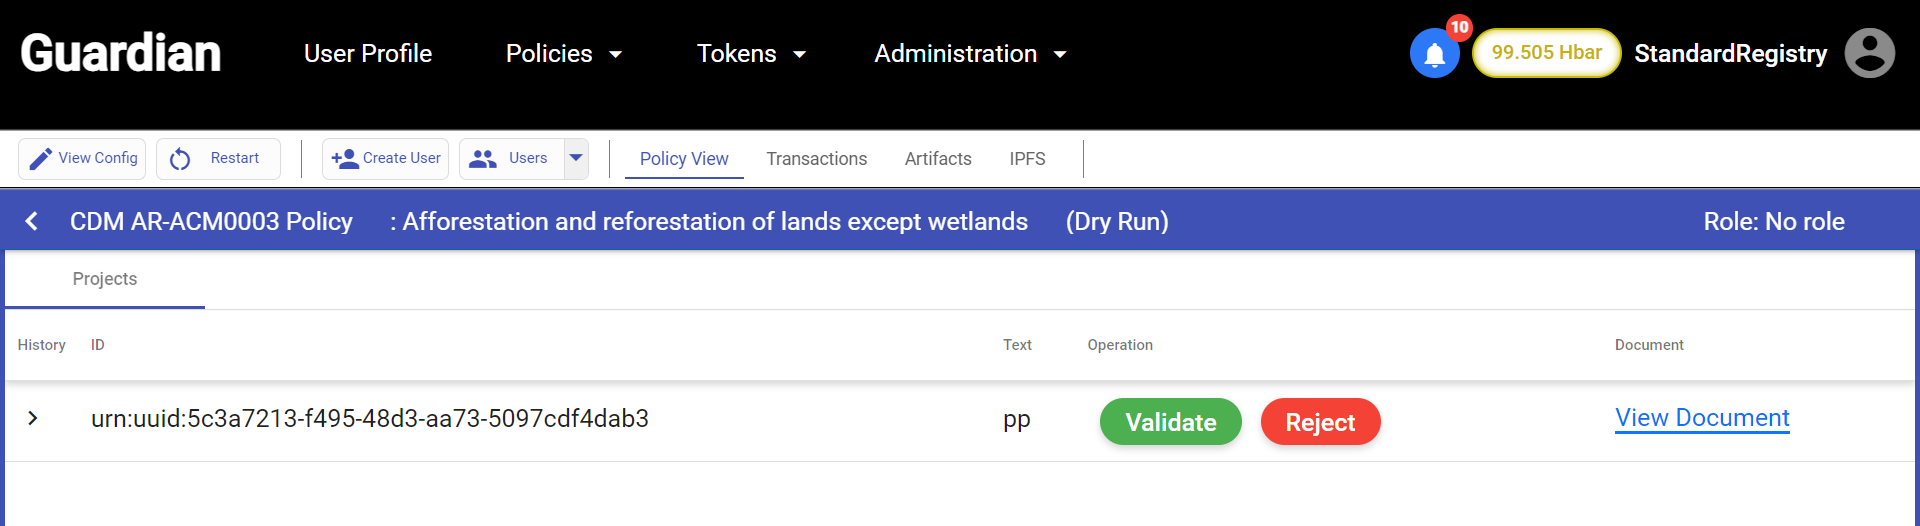 Guardian User Profile Policies Tokens Administration 10 99.505 Hbar StandardRegistry
View Config Restart Create User Users Policy View Transactions Artifacts IPFS
CDM AR-ACM0003 Policy : Afforestation and reforestation of lands except wetlands (Dry Run) Role: No role
Projects
History ID Text Operation Document
urn:uuid:5c3a7213-f495-48d3-aa73-5097cdf4dab3 pp Validate Reject View Document